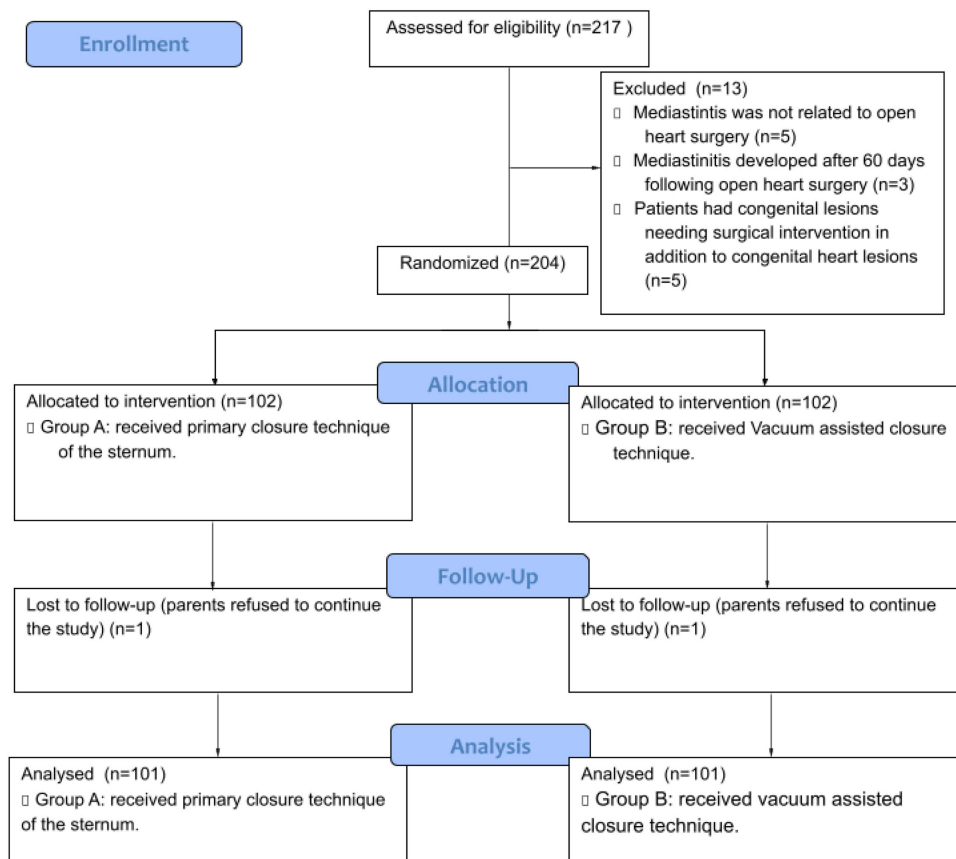 Enrollment
Assessed for eligibility (n=217 )
Excluded (n=13)
▯ Mediastintis was not related to open
heart surgery (n=5)
▯ Mediastinitis developed after 60 days
following open heart surgery (n=3)
▯ Patients had congenital lesions
needing surgical intervention in
addition to congenital heart lesions
(n=5)
Randomized (n=204)
Allocation
Allocated to intervention (n=102)
▯ Group A: received primary closure technique
of the sternum.
Allocated to intervention (n=102)
▯ Group B: received Vacuum assisted closure
technique.
Follow-Up
Lost to follow-up (parents refused to continue
the study) (n=1)
Lost to follow-up (parents refused to continue
the study) (n=1)
Analysis
Analysed (n=101)
▯ Group A: received primary closure technique
of the sternum.
Analysed (n=101)
▯ Group B: received vacuum assisted
closure technique.